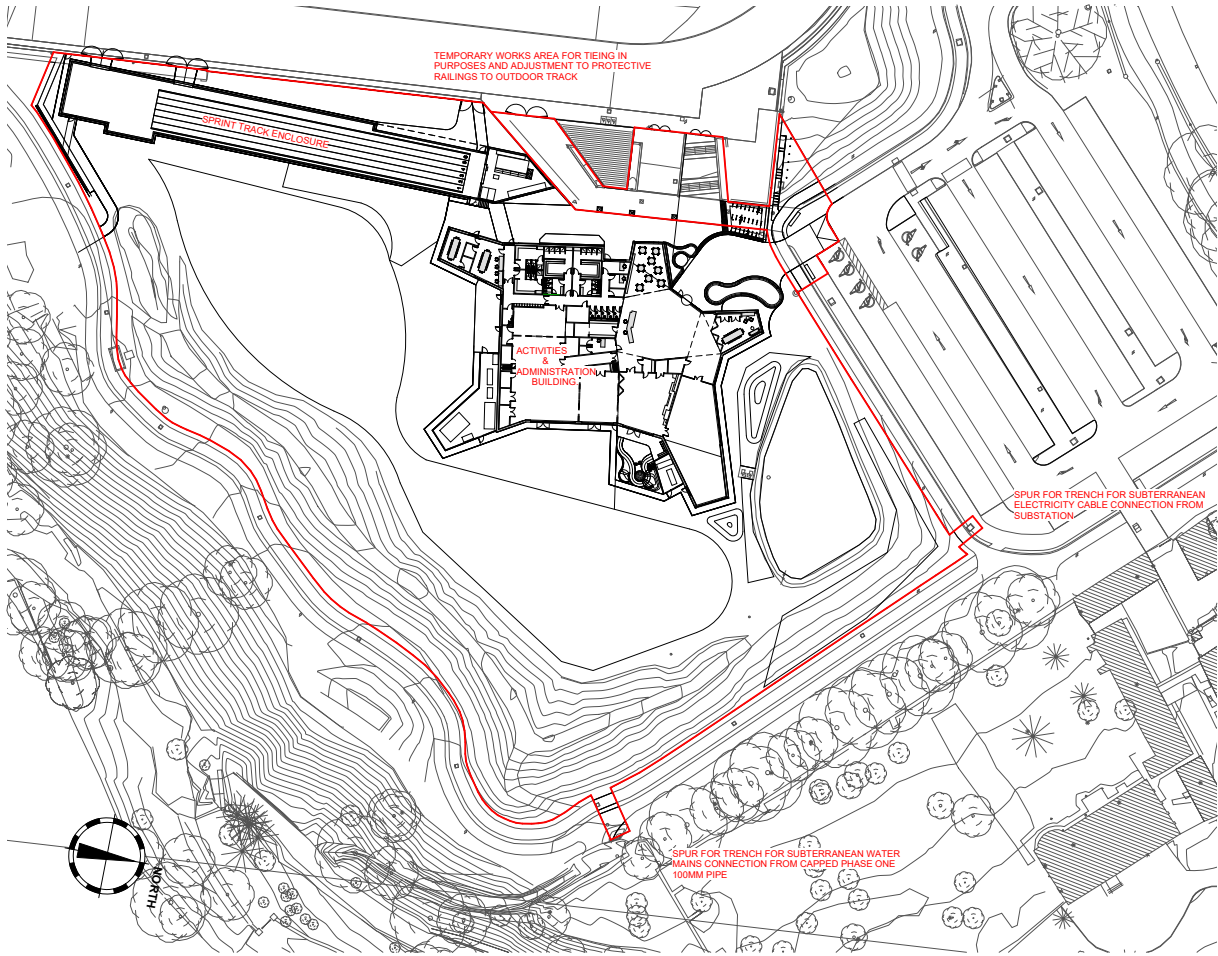 TEMPORARY WORKS AREA FOR TIEING IN
PURPOSES AND ADJUSTMENT TO PROTECTIVE
RAILINGS TO OUTDOOR TRACK
SPRINT TRACK ENCLOSURE
ACTIVITIES
&
ADMINISTRATION
BUILDING
SPUR FOR TRENCH FOR SUBTERRANEAN
ELECTRICITY CABLE CONNECTION FROM
SUBSTATION
SPUR FOR TRENCH FOR SUBTERRANEAN WATER
MAINS CONNECTION FROM CAPPED PHASE ONE
100MM PIPE
NORTH